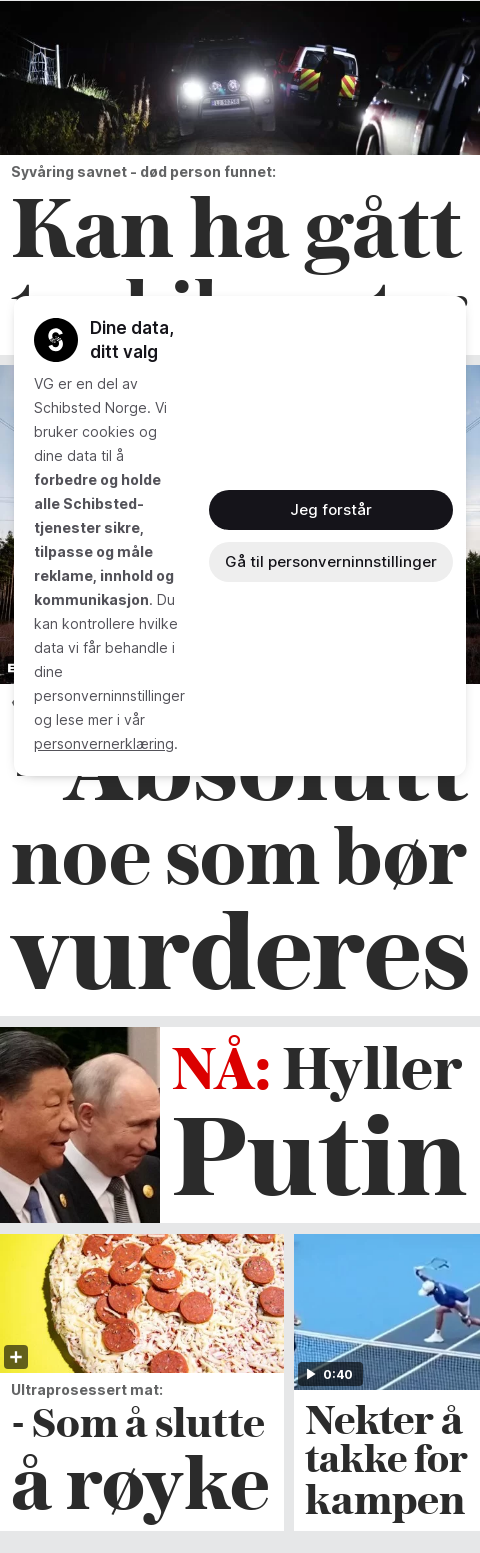 Syvåring savnet - død person funnet:
Kan ha gått
Dine data,
ditt valg
VG er en del av
Schibsted Norge. Vi
bruker cookies og
dine data til å
forbedre og holde
alle Schibsted-
tjenester sikre,
tilpasse og måle
reklame, innhold og
kommunikasjon. Du
kan kontrollere hvilke
data vi får behandle i
dine
personverninnstillinger
og lese mer i vår
personvernerklæring.
Jeg forstår
Gå til personverninnstillinger
- Absolutt
noe som bør
vurderes
NÅ: Hyller
Putin
Ultraprosessert mat:
- Som å slutte
å røyke
0:40
Nekter å
takke for
kampen